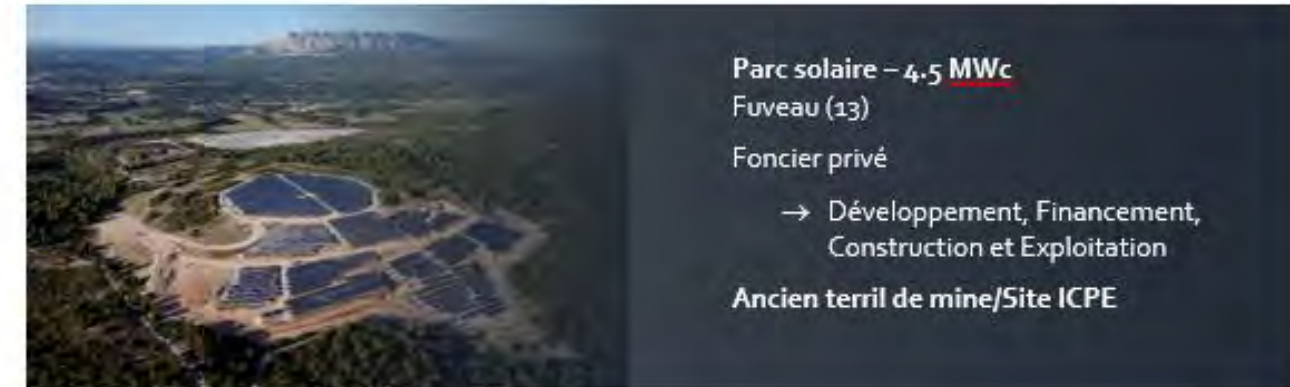 Parc solaire – 4.5 MWc
Fuveau (13)
Foncier privé
→ Développement, Financement,
Construction et Exploitation
Ancien terril de mine/Site ICPE